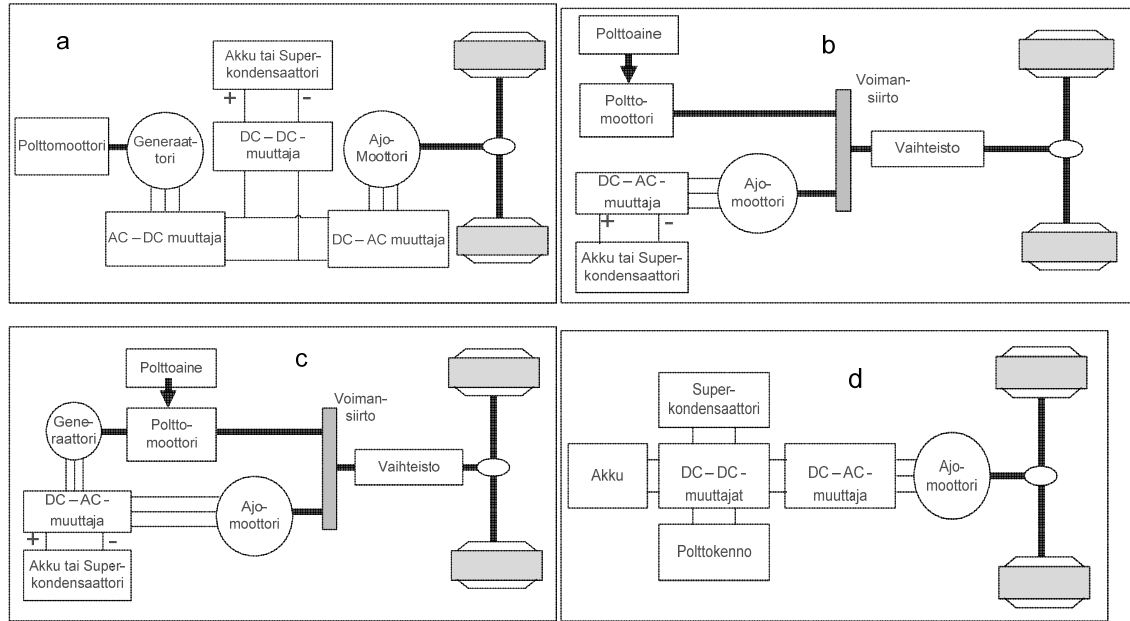 a
Akku tai Super-
kondensaattori
+ -
Polttomoottori
Generaat-
tori
DC – DC-
muuttaja
Ajo-
Moottori
AC – DC muuttaja
DC – AC muuttaja
b
Polttoaine
Poltto-
moottori
Voiman-
siirto
Vaihteisto
DC – AC-
muuttaja
+ -
Ajo-
moottori
Akku tai Super-
kondensaattori
c
Polttoaine
Gene-
raattori
Poltto-
moottori
Voiman-
siirto
Vaihteisto
DC – AC -
muuttaja
+ -
Ajo-
moottori
Akku tai Super-
kondensaattori
d
Super-
kondensaattori
Akku
DC – DC-
muuttajat
DC – AC-
muuttaja
Ajo-
moottori
Polttokenno